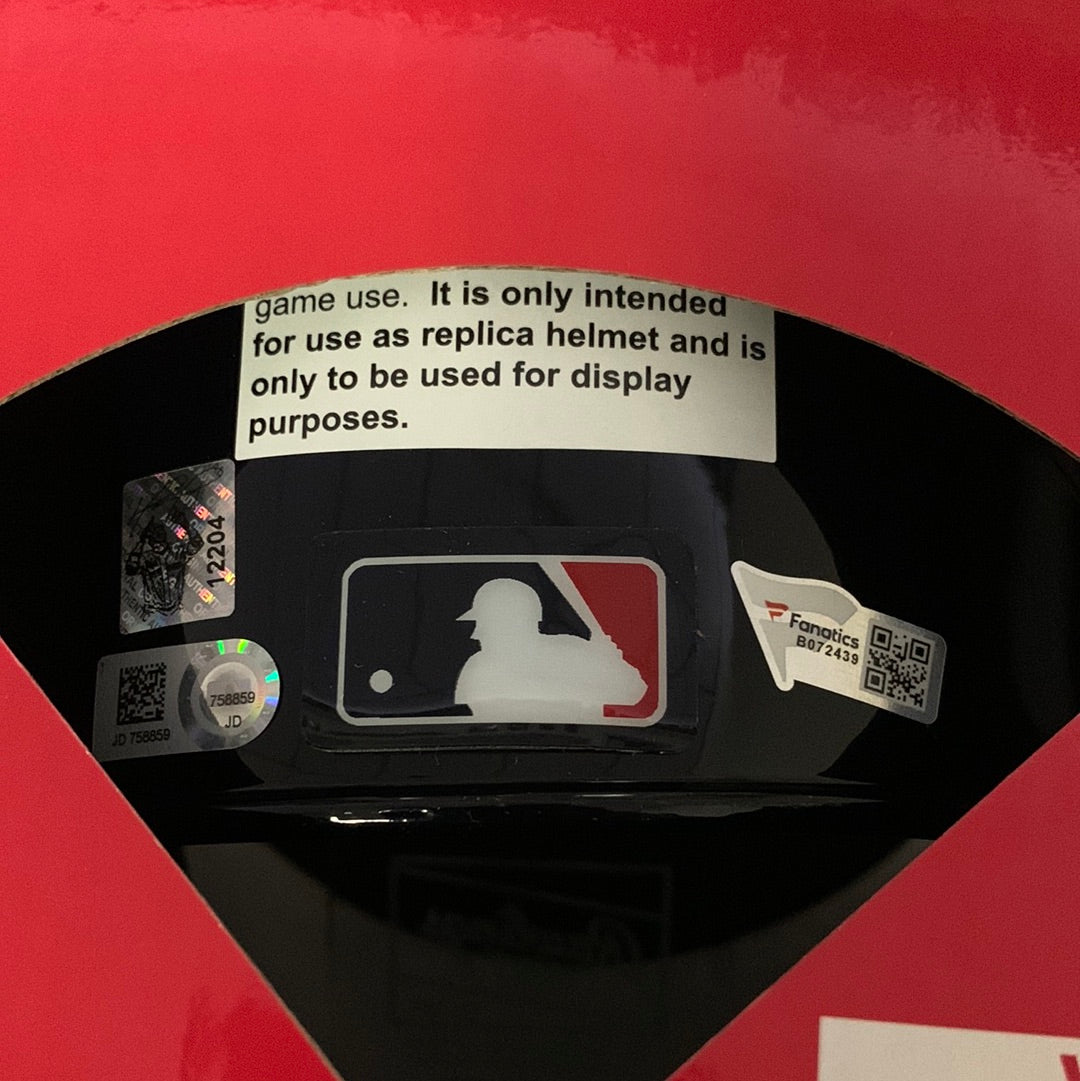 game use. It is only intended
for use as replica helmet and is
only to be used for display
purposes.
12204
758859
JD
JD 758859
Fanatics
B072439